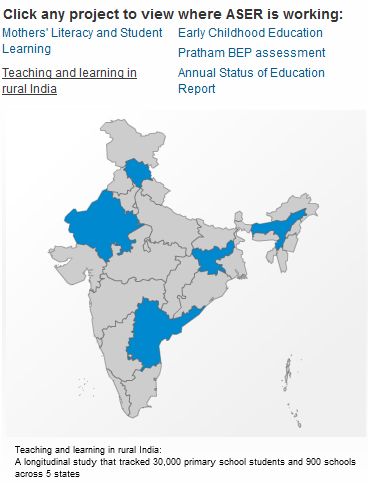 Click any project to view where ASER is working:
Mothers' Literacy and Student
Learning
Teaching and learning in
rural India
Early Childhood Education
Pratham BEP assessment
Annual Status of Education
Report
Teaching and learning in rural India:
A longitudinal study that tracked 30,000 primary school students and 900 schools
across 5 states